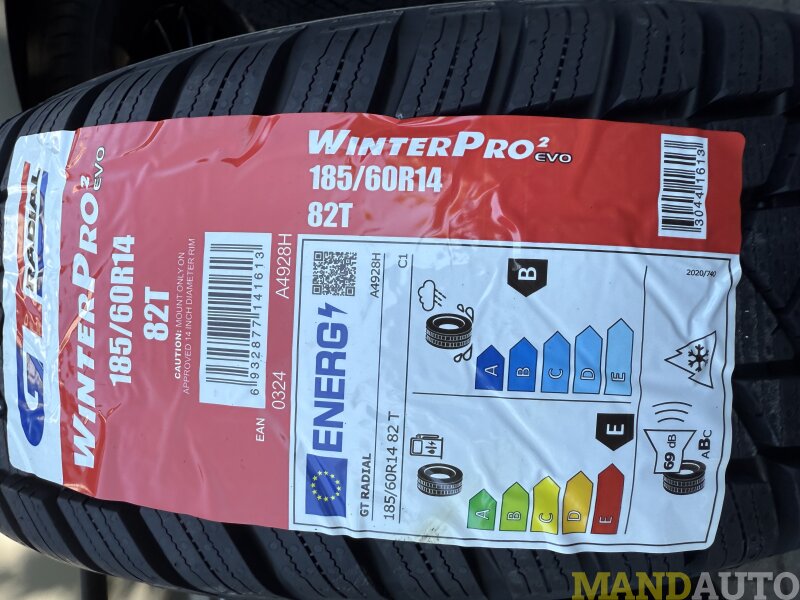 GT RADIAL
WINTERPRO2 EVO
185/60R14
82T
CAUTION: MOUNT ONLY ON
APPROVED 14 INCH DIAMETER RIM
EAN
6 932877 141613
0324
A4928H
WINTERPRO2 EVO
185/60R14
82T
30441613
ENERG
A4928H
C1
GT RADIAL
185/60R14 82 T
2020/740
B
A
B
C
D
E
E
A
B
C
D
E
69 dB
ABC
MANDAUTO